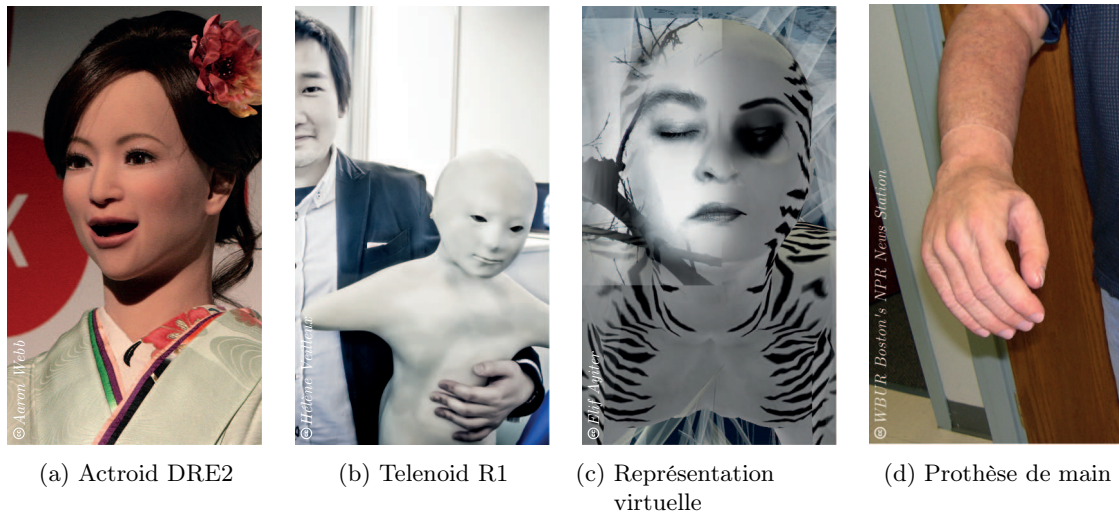 K
© Aaron Webb
© Hélène Veilleux
© Elif Ayiter
© WBUR Boston's NPR News Station
(a) Actroid DRE2
(b) Telenoid R1
(c) Représentation
virtuelle
(d) Prothèse de main